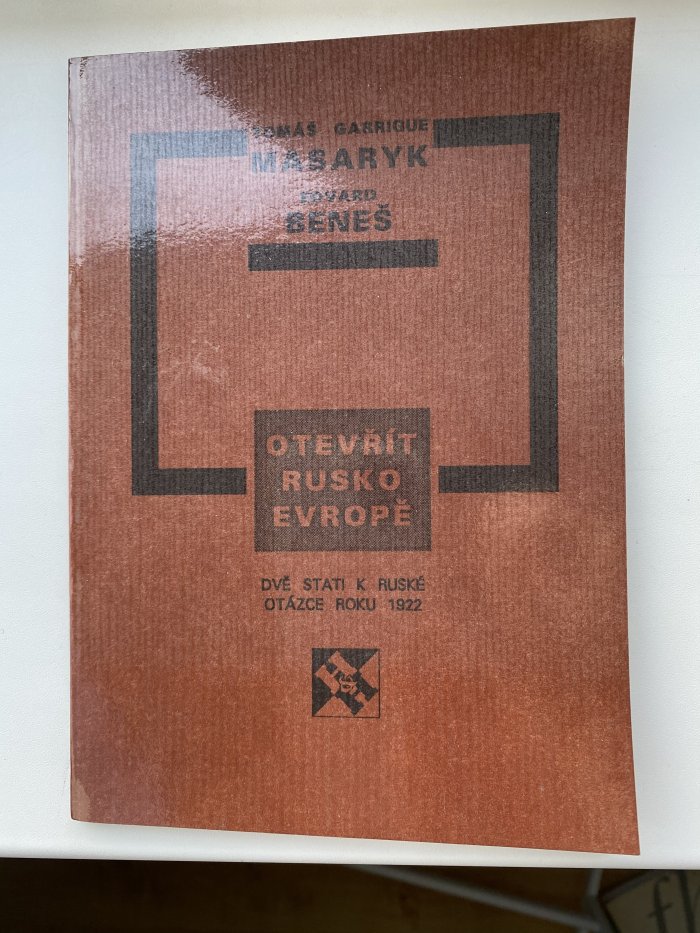 TOMÁŠ GARRIGUE
MASARYK
EDVARD
BENEŠ
OTEVŘÍT
RUSKO
EVROPĚ
DVĚ STATI K RUSKÉ
OTÁZCE ROKU 1922